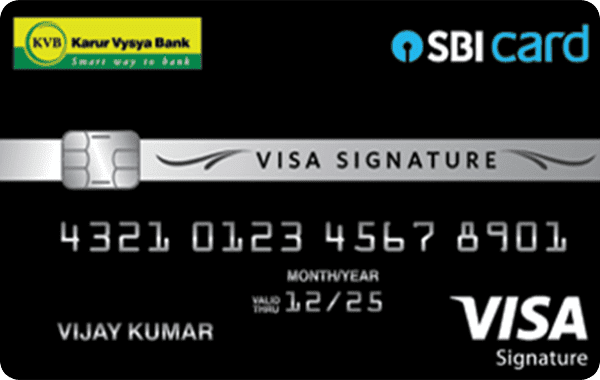 KVB Karur Vysya Bank
Smart way to bank
SBI card
VISA SIGNATURE
4321 0123 4567 8901
MONTH/YEAR
VALID THRU 12/25
VIJAY KUMAR
VISA
Signature